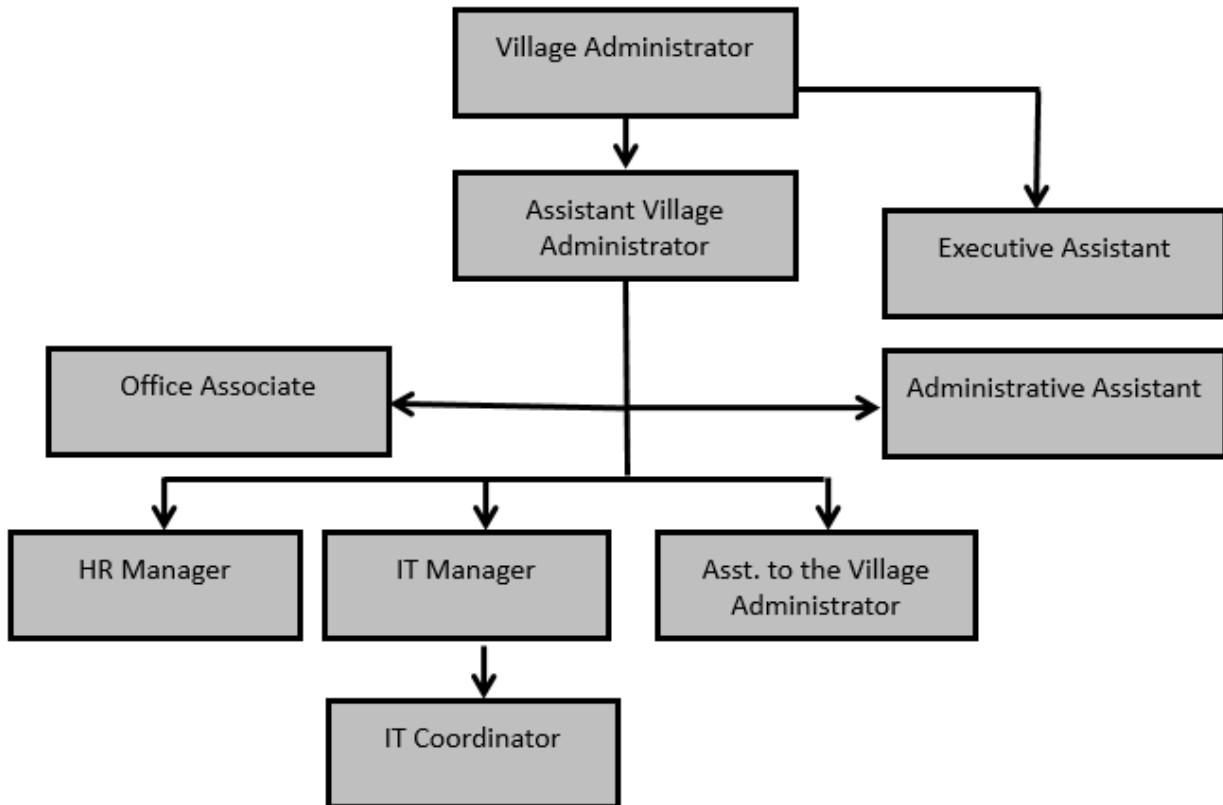 Village Administrator
Assistant Village
Administrator
Executive Assistant
Office Associate
Administrative Assistant
HR Manager
IT Manager
Asst. to the Village
Administrator
IT Coordinator